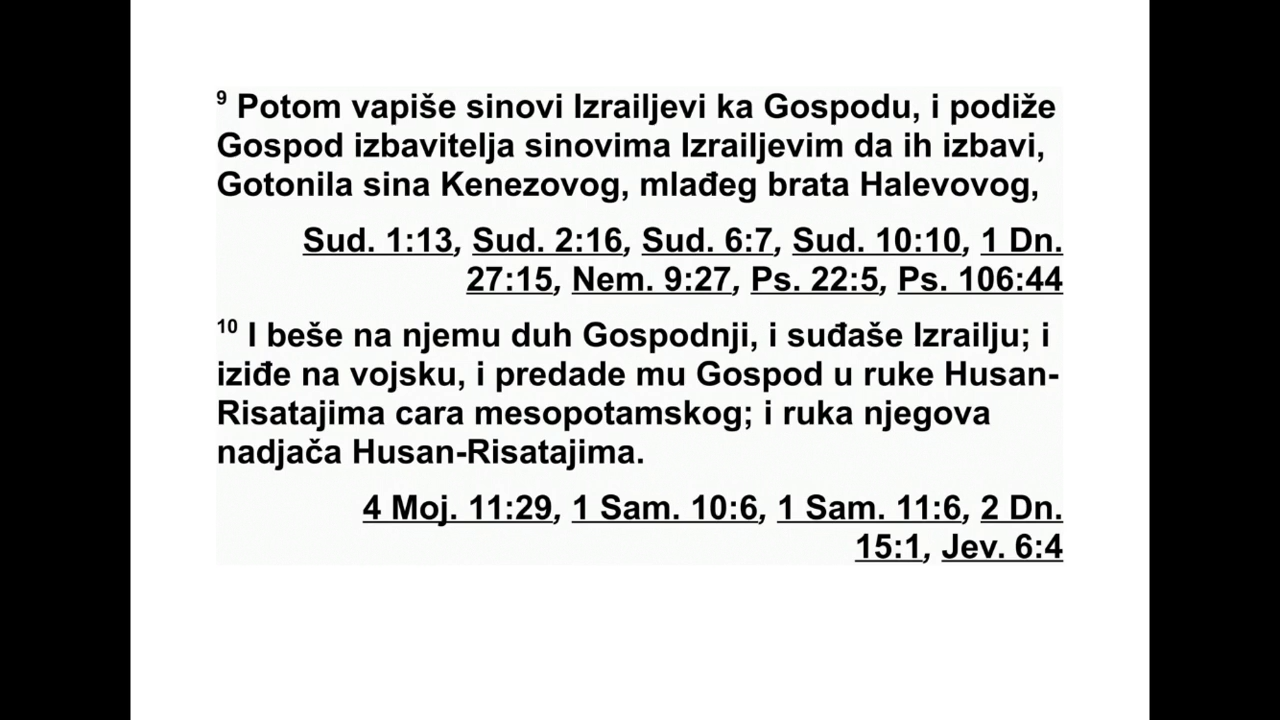 9 Potom vapiše sinovi Izrailjevi ka Gospodu, i podiže
Gospod izbavitelja sinovima Izrailjevim da ih izbavi,
Gotonila sina Kenezovog, mlađeg brata Halevovog,
Sud. 1:13, Sud. 2:16, Sud. 6:7, Sud. 10:10, 1 Dn.
27:15, Nem. 9:27, Ps. 22:5, Ps. 106:44
10 I beše na njemu duh Gospodnji, i suđaše Izrailju; i
iziđe na vojsku, i predade mu Gospod u ruke Husan-
Risatajima cara mesopotamskog; i ruka njegova
nadjača Husan-Risatajima.
4 Moj. 11:29, 1 Sam. 10:6, 1 Sam. 11:6, 2 Dn.
15:1, Jev. 6:4